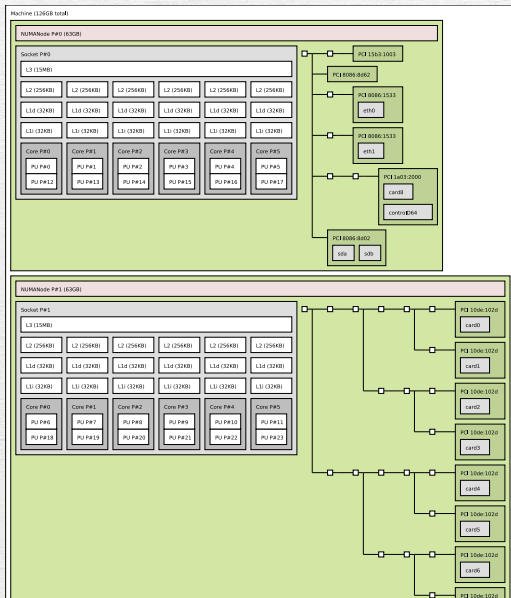 Machine (126GB total)
NUMANode P#0 (63GB)
Socket P#0
L3 (15MB)
L2 (256KB) L2 (256KB) L2 (256KB) L2 (256KB) L2 (256KB) L2 (256KB)
L1d (32KB) L1d (32KB) L1d (32KB) L1d (32KB) L1d (32KB) L1d (32KB)
L1i (32KB) L1i (32KB) L1i (32KB) L1i (32KB) L1i (32KB) L1i (32KB)
Core P#0 Core P#1 Core P#2 Core P#3 Core P#4 Core P#5
PU P#0 PU P#1 PU P#2 PU P#3 PU P#4 PU P#5
PU P#12 PU P#13 PU P#14 PU P#15 PU P#16 PU P#17
PCI 15b3:1003
PCI 8086:8d62
PCI 8086:1533
eth0
PCI 8086:1533
eth1
PCI 1a03:2000
card8
controlD64
PCI 8086:8d02
sda sdb
NUMANode P#1 (63GB)
Socket P#1
L3 (15MB)
L2 (256KB) L2 (256KB) L2 (256KB) L2 (256KB) L2 (256KB) L2 (256KB)
L1d (32KB) L1d (32KB) L1d (32KB) L1d (32KB) L1d (32KB) L1d (32KB)
L1i (32KB) L1i (32KB) L1i (32KB) L1i (32KB) L1i (32KB) L1i (32KB)
Core P#0 Core P#1 Core P#2 Core P#3 Core P#4 Core P#5
PU P#6 PU P#7 PU P#8 PU P#9 PU P#10 PU P#11
PU P#18 PU P#19 PU P#20 PU P#21 PU P#22 PU P#23
PCI 10de:102d
card0
PCI 10de:102d
card1
PCI 10de:102d
card2
PCI 10de:102d
card3
PCI 10de:102d
card4
PCI 10de:102d
card5
PCI 10de:102d
card6
PCI 10de:102d